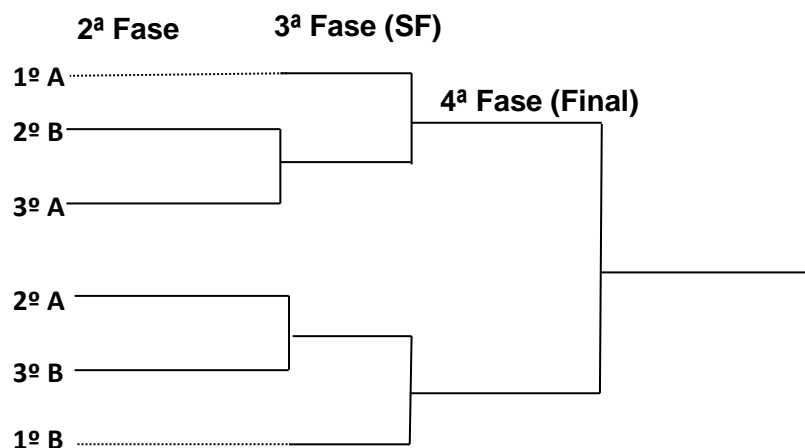 2ª Fase
3ª Fase (SF)
1º A
4ª Fase (Final)
2º B
3º A
2º A
3º B
1º B